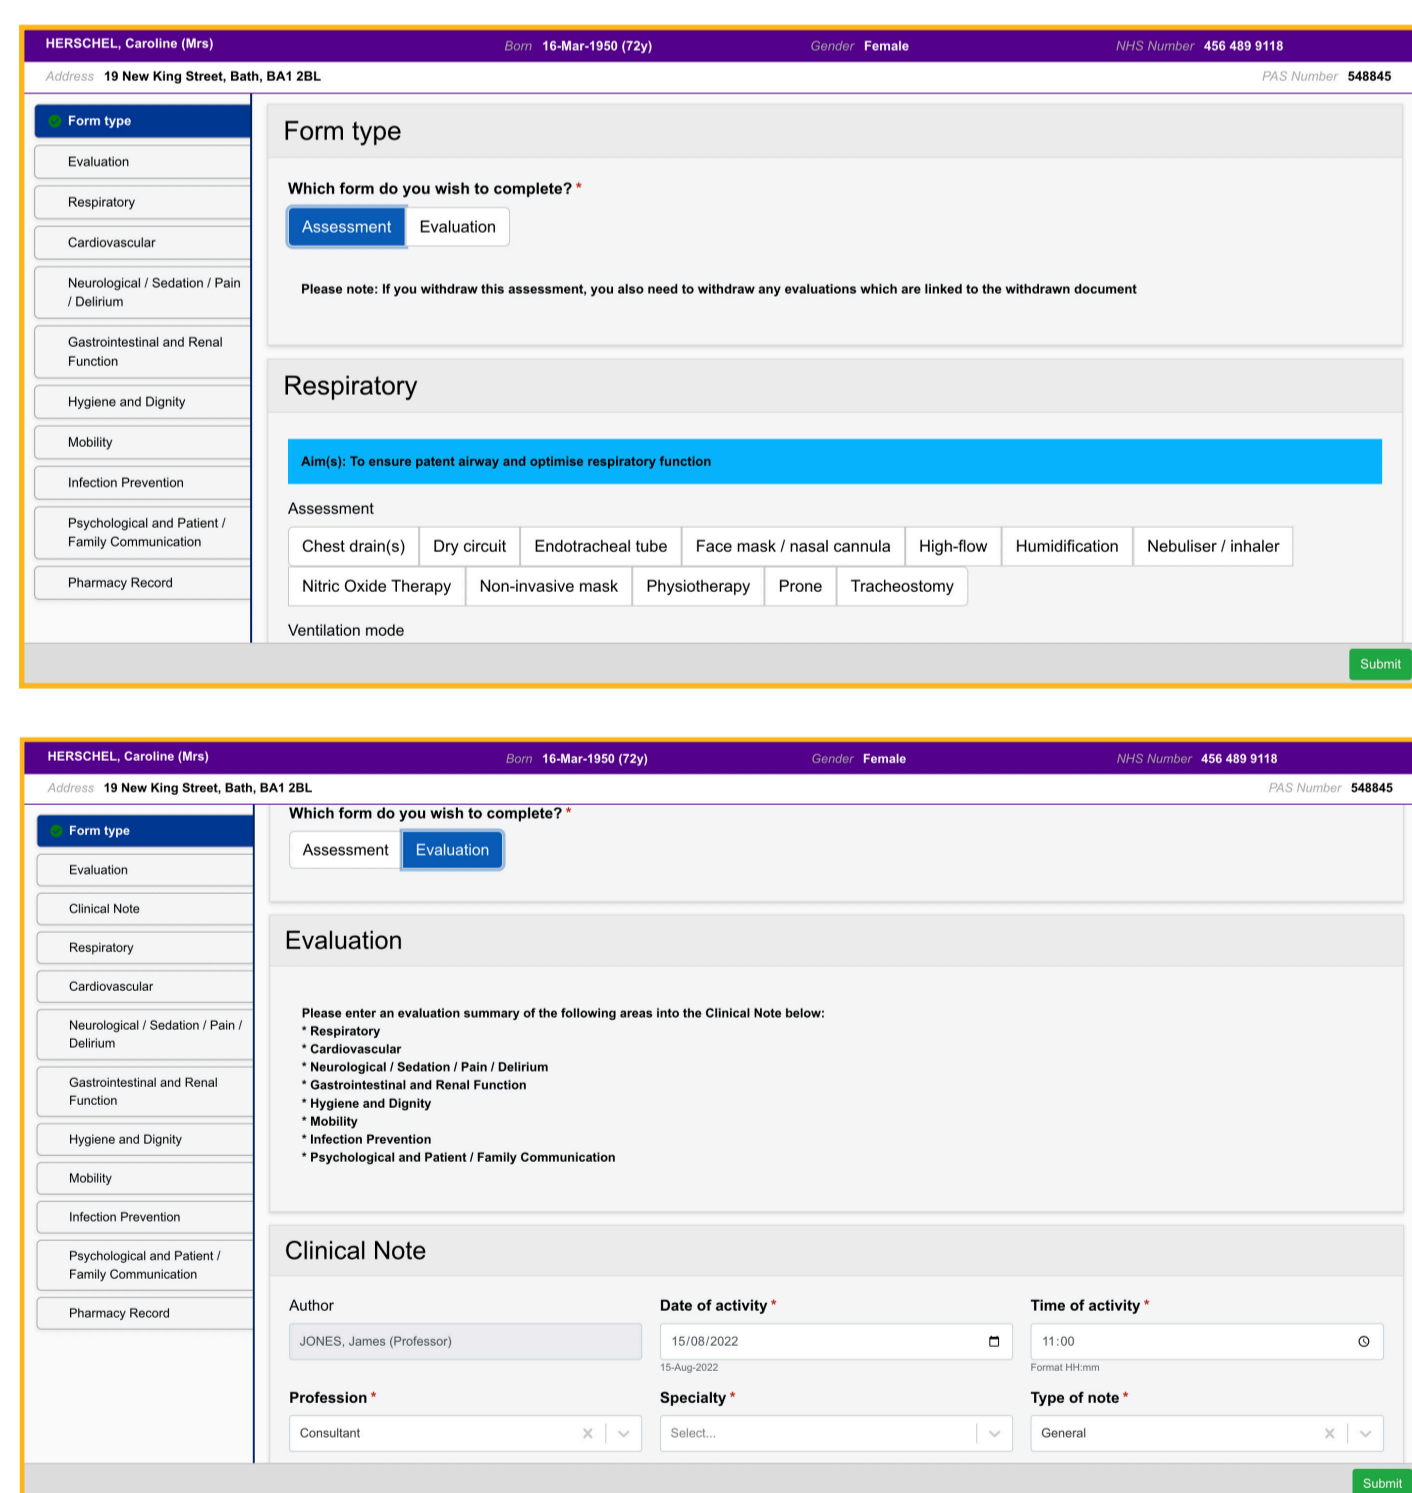 HERSCHEL, Caroline (Mrs) Born 16-Mar-1950 (72y) Gender Female NHS Number 456 489 9118
Address 19 New King Street, Bath, BA1 2BL PAS Number 548845
Form type
Evaluation
Respiratory
Cardiovascular
Neurological / Sedation / Pain
/ Delirium
Gastrointestinal and Renal
Function
Hygiene and Dignity
Mobility
Infection Prevention
Psychological and Patient /
Family Communication
Pharmacy Record
Form type
Which form do you wish to complete? *
Assessment Evaluation
Please note: If you withdraw this assessment, you also need to withdraw any evaluations which are linked to the withdrawn document
Respiratory
Aim(s): To ensure patent airway and optimise respiratory function
Assessment
Chest drain(s) Dry circuit Endotracheal tube Face mask / nasal cannula High-flow Humidification Nebuliser / inhaler
Nitric Oxide Therapy Non-invasive mask Physiotherapy Prone Tracheostomy
Ventilation mode
Submit
HERSCHEL, Caroline (Mrs) Born 16-Mar-1950 (72y) Gender Female NHS Number 456 489 9118
Address 19 New King Street, Bath, BA1 2BL PAS Number 548845
Form type
Evaluation
Clinical Note
Respiratory
Cardiovascular
Neurological / Sedation / Pain /
Delirium
Gastrointestinal and Renal
Function
Hygiene and Dignity
Mobility
Infection Prevention
Psychological and Patient /
Family Communication
Pharmacy Record
Which form do you wish to complete? *
Assessment Evaluation
Evaluation
Please enter an evaluation summary of the following areas into the Clinical Note below:
* Respiratory
* Cardiovascular
* Neurological / Sedation / Pain / Delirium
* Gastrointestinal and Renal Function
* Hygiene and Dignity
* Mobility
* Infection Prevention
* Psychological and Patient / Family Communication
Clinical Note
Author Date of activity * Time of activity *
JONES, James (Professor) 15/08/2022 11:00
15-Aug-2022 Format HH:mm
Profession * Specialty * Type of note *
Consultant Select... General
Submit